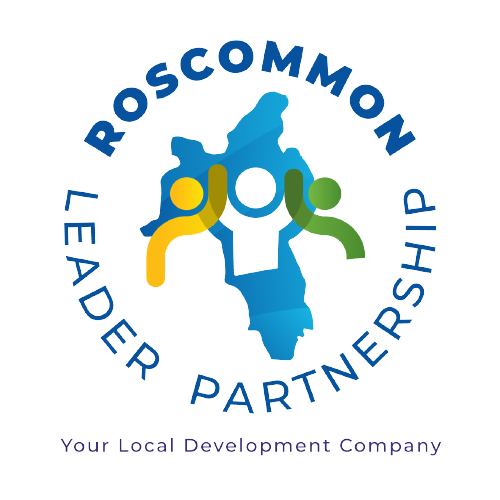 ROSCOMMON
LEADER PARTNERSHIP
Your Local Development Company